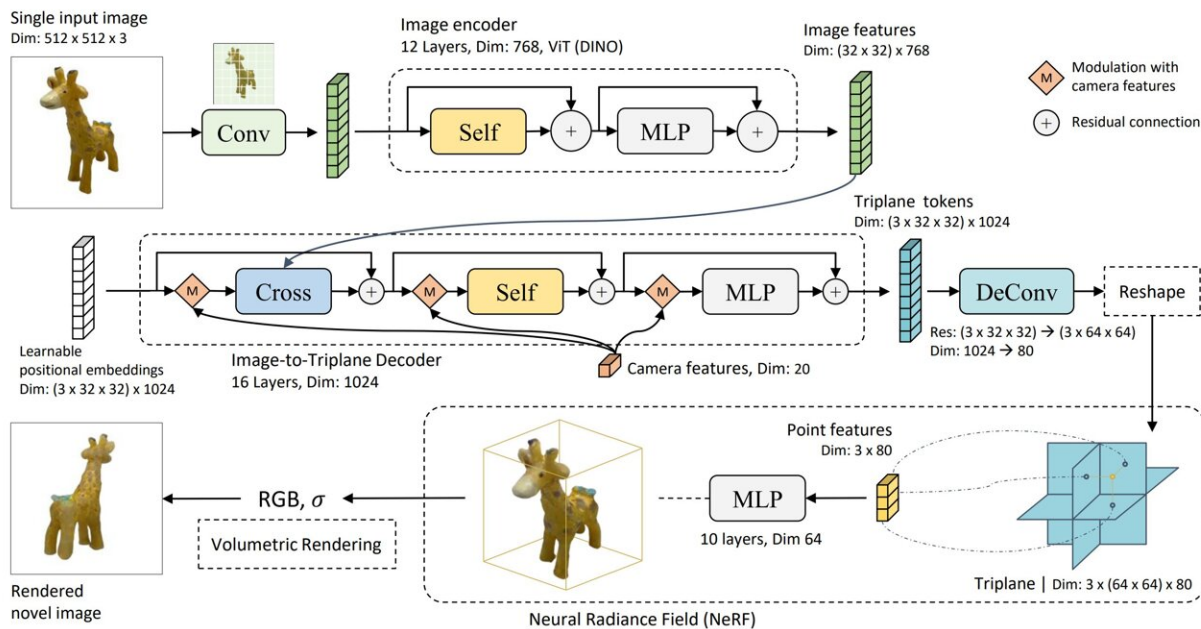 Single input image
Dim: 512 x 512 x 3
Conv
Image encoder
12 Layers, Dim: 768, ViT (DINO)
Self
+
MLP
+
Image features
Dim: (32 x 32) x 768
M
Modulation with
camera features
+
Residual connection
Learnable
positional embeddings
Dim: (3 x 32 x 32) x 1024
M
Cross
+
M
Self
+
M
MLP
+
Image-to-Triplane Decoder
16 Layers, Dim: 1024
Camera features, Dim: 20
Triplane tokens
Dim: (3 x 32 x 32) x 1024
DeConv
Res: (3 x 32 x 32) → (3 x 64 x 64)
Dim: 1024 → 80
Reshape
Triplane | Dim: 3 x (64 x 64) x 80
Point features
Dim: 3 x 80
MLP
10 layers, Dim 64
Neural Radiance Field (NeRF)
RGB, σ
Volumetric Rendering
Rendered
novel image